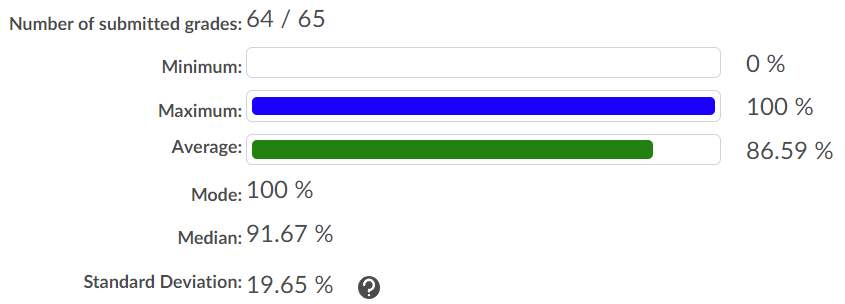 Number of submitted grades: 64 / 65
Minimum: 0 %
Maximum: 100 %
Average: 86.59 %
Mode: 100 %
Median: 91.67 %
Standard Deviation: 19.65 % ?